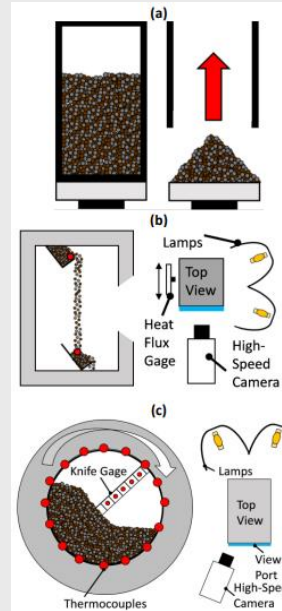 (a)
(b)
Lamps
Top
View
Heat
Flux
Gage
High-
Speed
Camera
(c)
Knife Gage
Lamps
Top
View
View
Port
High-Speed
Camera
Thermocouples